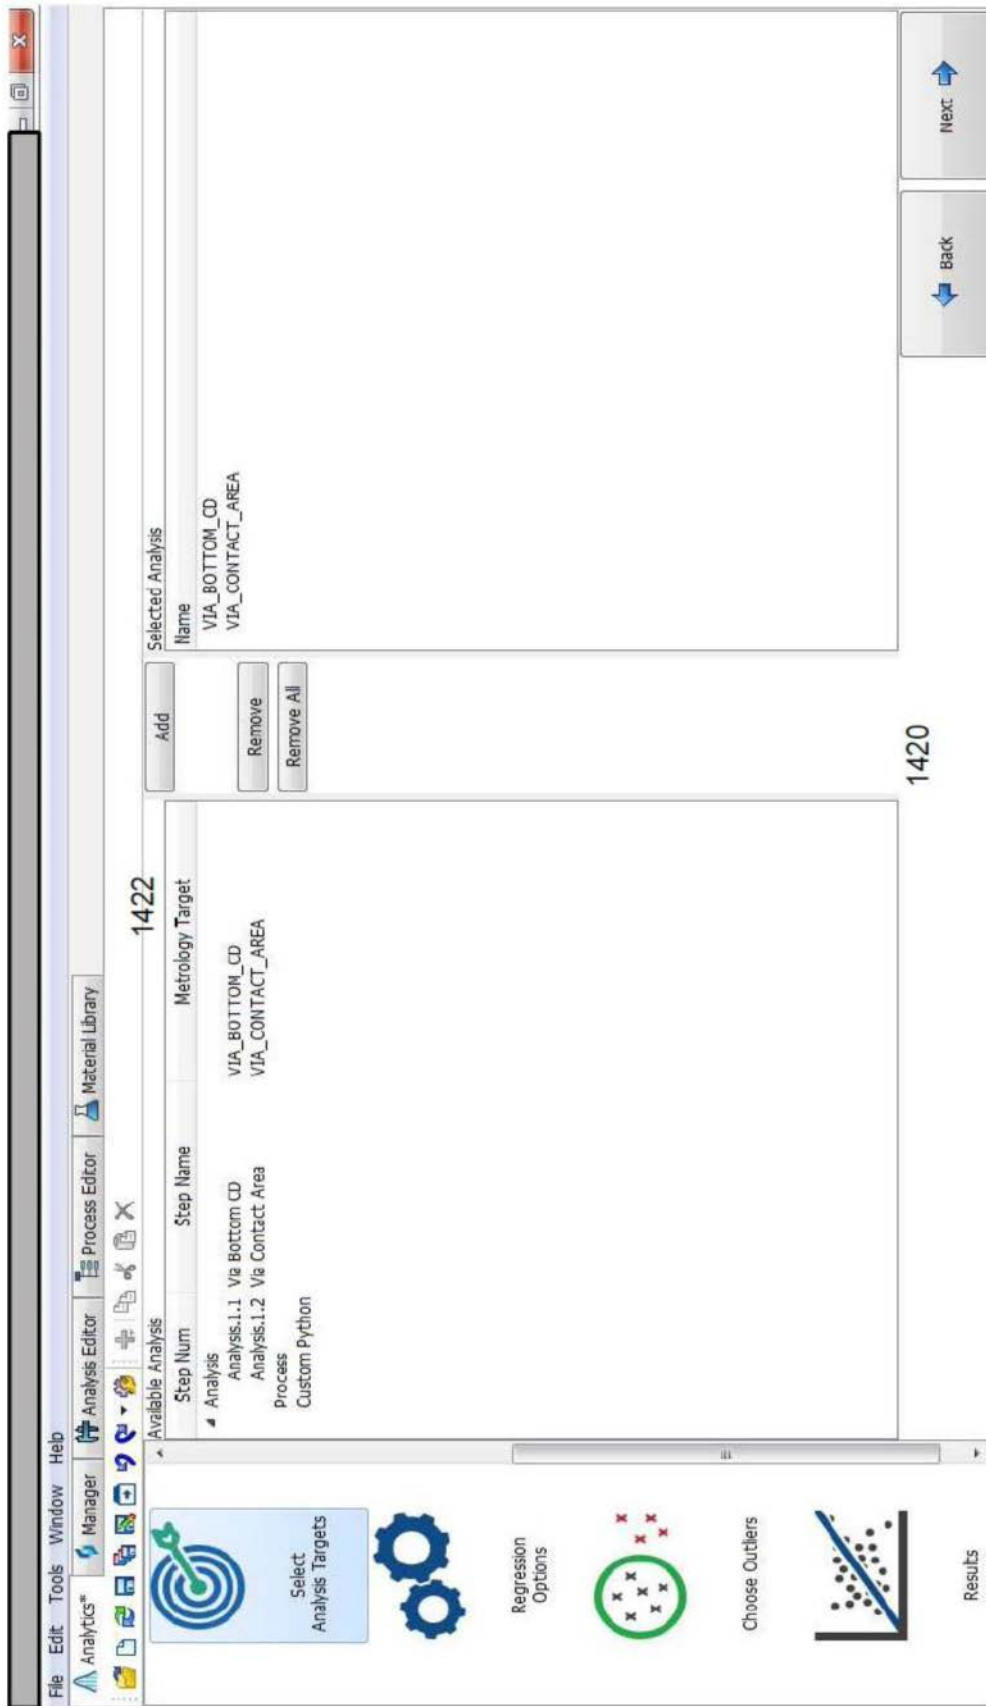 File Edit Tools Window Help
Analytics* Manager Analysis Editor Process Editor Material Library
1422
Available Analysis
Step Num Step Name Metrology Target
Analysis
Analysis.1.1 Via Bottom CD VIA_BOTTOM_CD
Analysis.1.2 Via Contact Area VIA_CONTACT_AREA
Process
Custom Python
Add
Remove
Remove All
Selected Analysis
Name
VIA_BOTTOM_CD
VIA_CONTACT_AREA
Select
Analysis Targets
Regression
Options
Choose Outliers
Results
1420
Back
Next